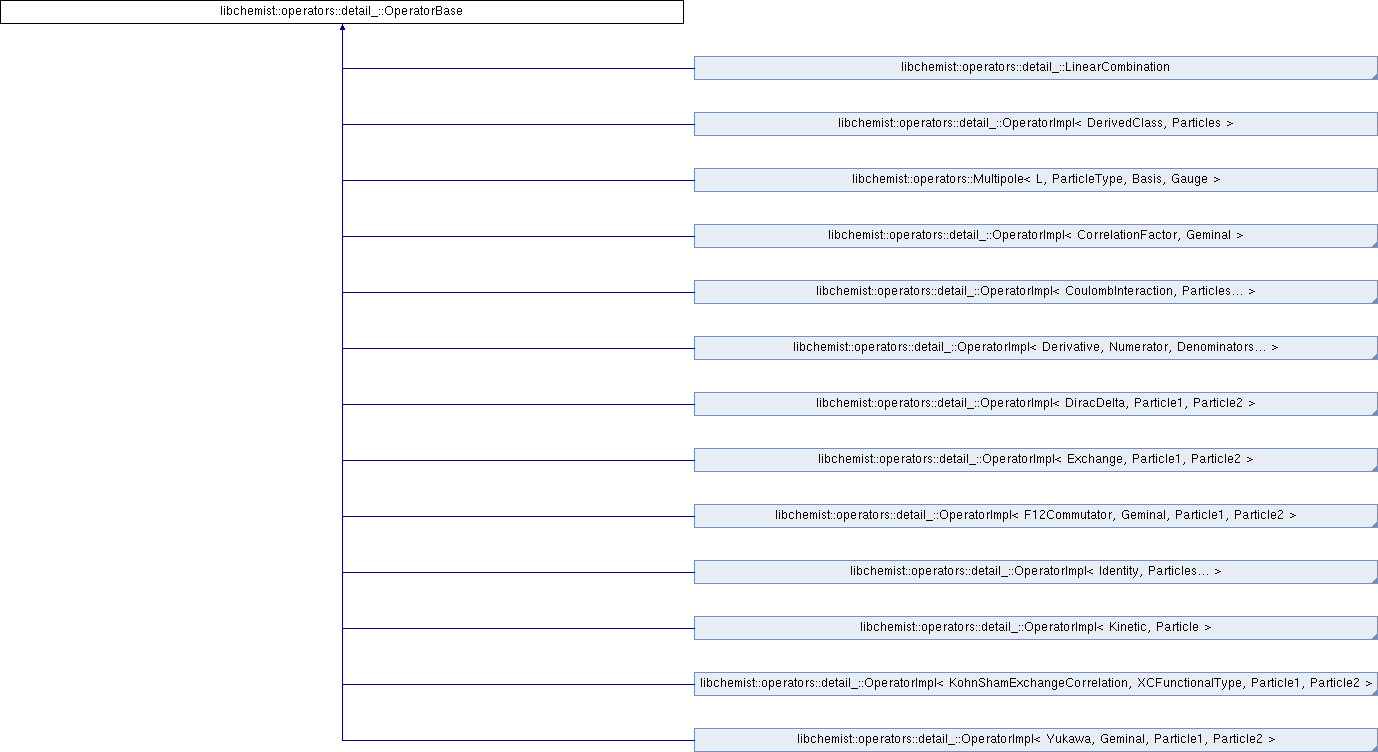 libchemist::operators::detail_::OperatorBase
libchemist::operators::detail_::LinearCombination
libchemist::operators::detail_::OperatorImpl< DerivedClass, Particles >
libchemist::operators::Multipole< L, ParticleType, Basis, Gauge >
libchemist::operators::detail_::OperatorImpl< CorrelationFactor, Geminal >
libchemist::operators::detail_::OperatorImpl< CoulombInteraction, Particles... >
libchemist::operators::detail_::OperatorImpl< Derivative, Numerator, Denominators... >
libchemist::operators::detail_::OperatorImpl< DiracDelta, Particle1, Particle2 >
libchemist::operators::detail_::OperatorImpl< Exchange, Particle1, Particle2 >
libchemist::operators::detail_::OperatorImpl< F12Commutator, Geminal, Particle1, Particle2 >
libchemist::operators::detail_::OperatorImpl< Identity, Particles... >
libchemist::operators::detail_::OperatorImpl< Kinetic, Particle >
libchemist::operators::detail_::OperatorImpl< KohnShamExchangeCorrelation, XCFunctionalType, Particle1, Particle2 >
libchemist::operators::detail_::OperatorImpl< Yukawa, Geminal, Particle1, Particle2 >